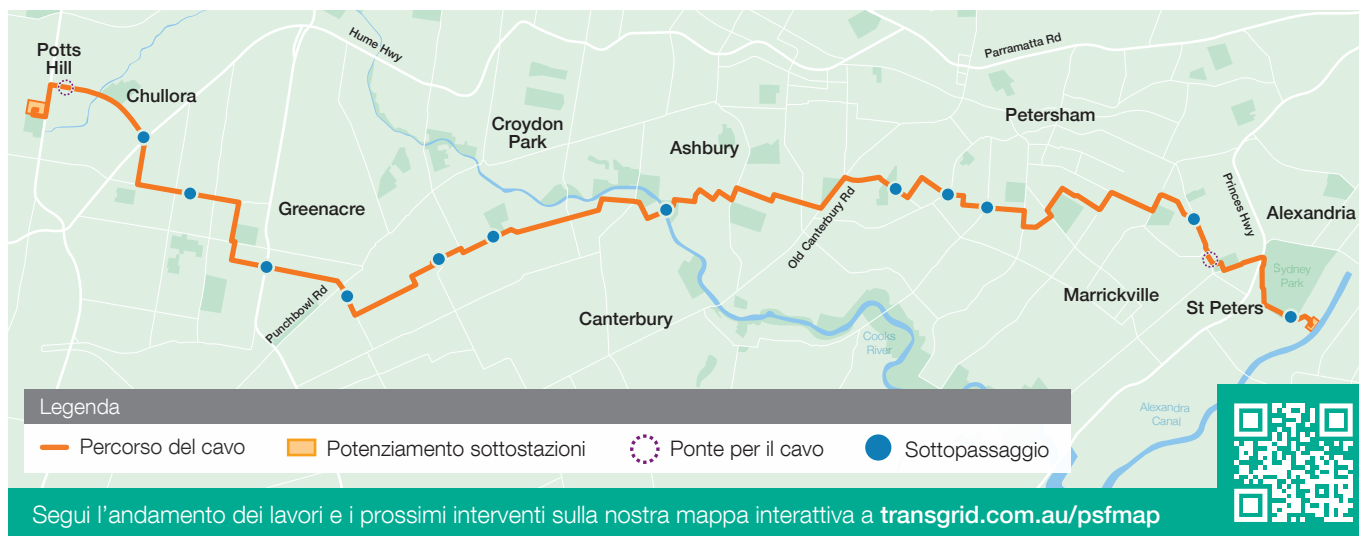 Potts
Hill
Hume Hwy
Parramatta Rd
Chullora
Croydon
Park
Ashbury
Petersham
Greenacre
Old Canterbury Rd
Princes Hwy
Alexandria
Sydney
Park
Punchbowl Rd
Canterbury
Marrickville
St Peters
Cooks
River
Alexandra
Canal
Legenda
Percorso del cavo
Potenziamento sottostazioni
Ponte per il cavo
Sottopassaggio
Segui l’andamento dei lavori e i prossimi interventi sulla nostra mappa interattiva a transgrid.com.au/psfmap